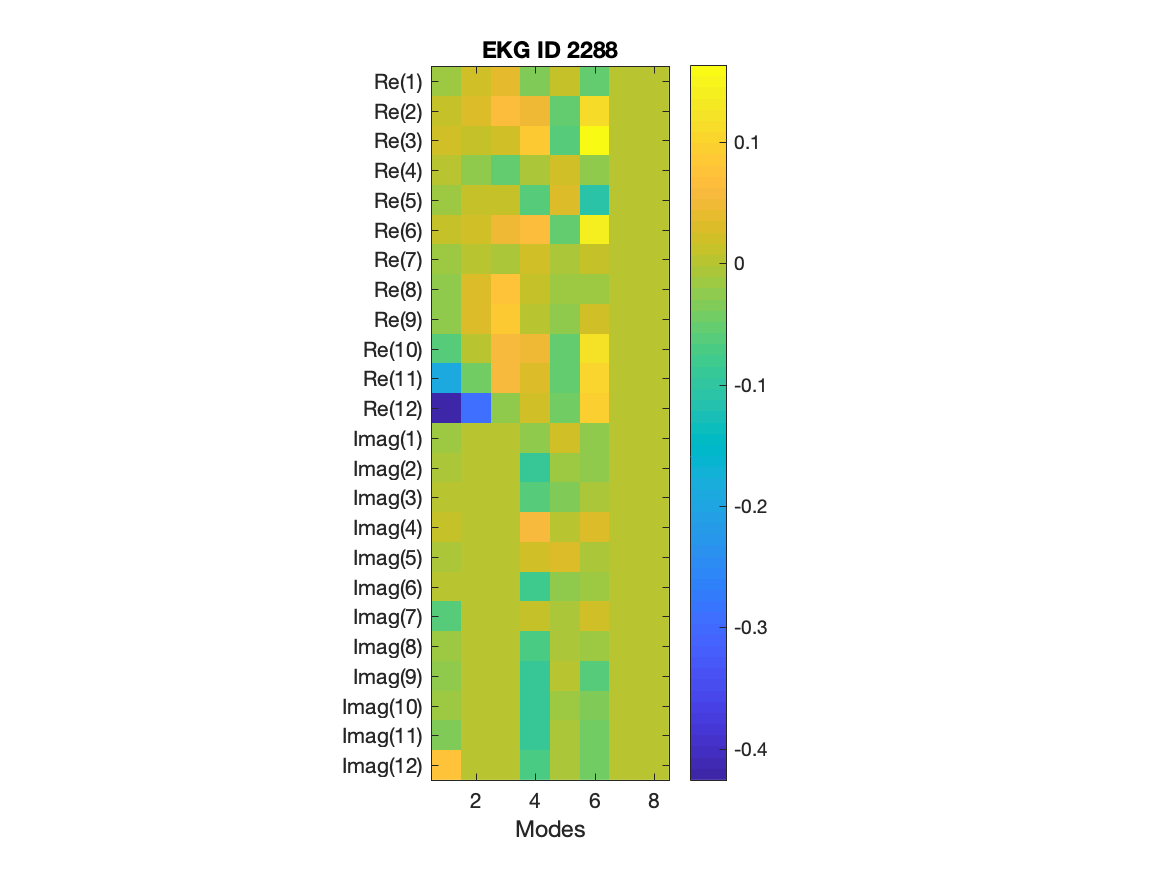 EKG ID 2288
Re(1)
Re(2)
Re(3)
Re(4)
Re(5)
Re(6)
Re(7)
Re(8)
Re(9)
Re(10)
Re(11)
Re(12)
Imag(1)
Imag(2)
Imag(3)
Imag(4)
Imag(5)
Imag(6)
Imag(7)
Imag(8)
Imag(9)
Imag(10)
Imag(11)
Imag(12)
2 4 6 8
Modes
0.1
0
-0.1
-0.2
-0.3
-0.4